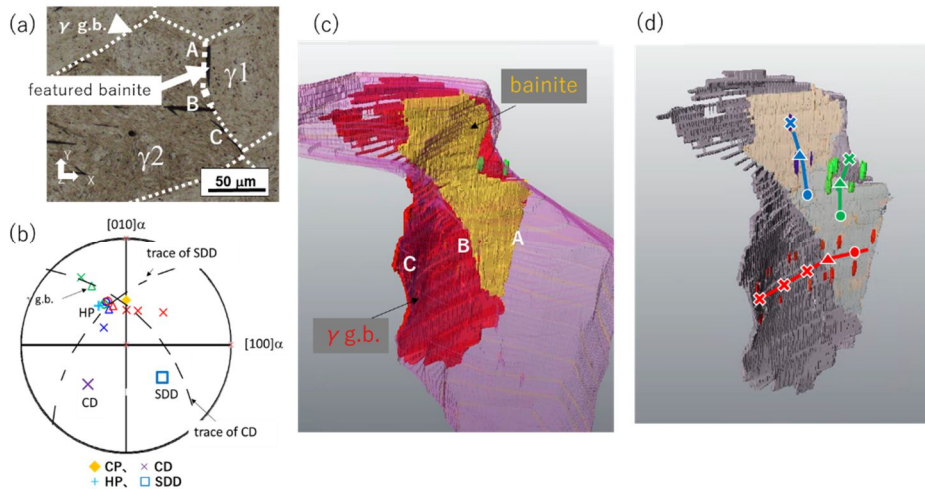 (a)
γ g.b.
A
γ1
featured bainite
B
C
γ2
Y
Z
X
50 μm
(b)
[010]α
trace of SDD
γ g.b.
HP
[100]α
CD
SDD
trace of CD
CP、 CD
HP、 SDD
(c)
bainite
A
B
C
γ g.b.
(d)